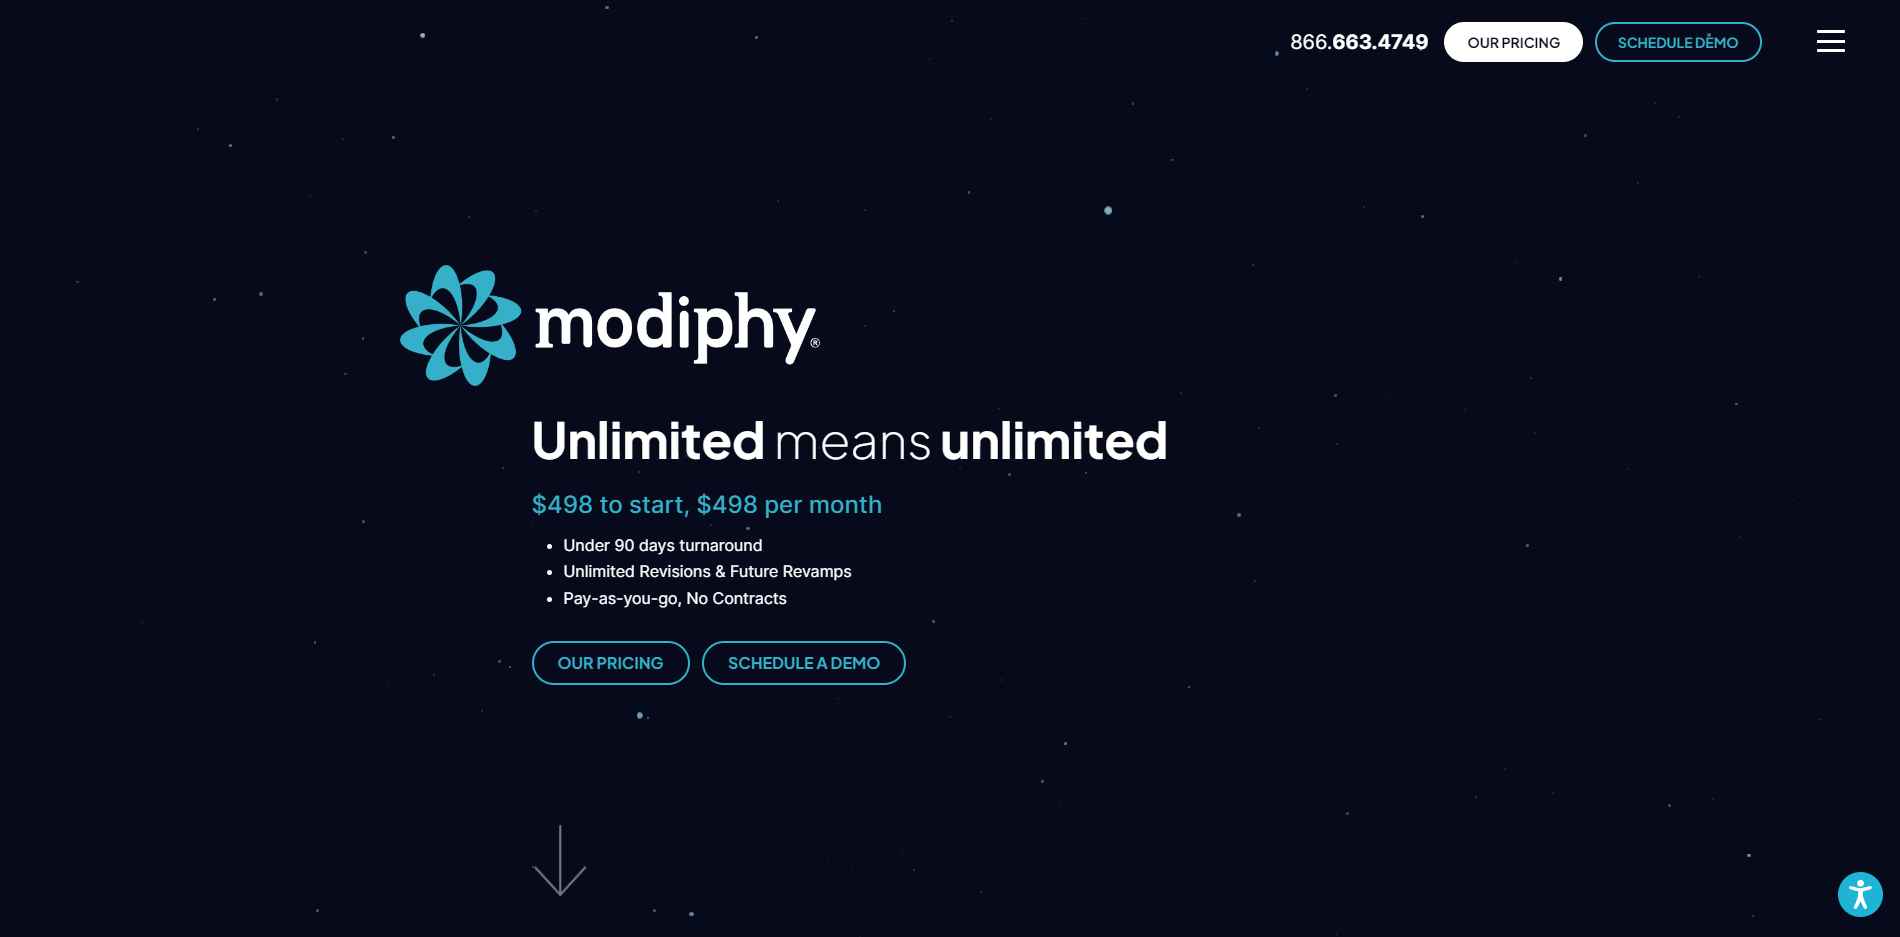 866.663.4749
OUR PRICING
SCHEDULE DEMO
modiphy®
Unlimited means unlimited
$498 to start, $498 per month
• Under 90 days turnaround
• Unlimited Revisions & Future Revamps
• Pay-as-you-go, No Contracts
OUR PRICING
SCHEDULE A DEMO